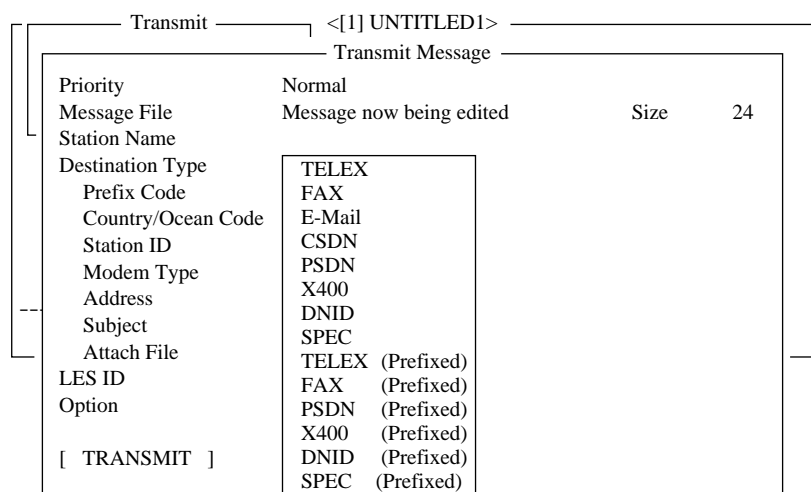 Transmit <[1] UNTITLED1>
Transmit Message
Priority Normal
Message File Message now being edited Size 24
Station Name
Destination Type
Prefix Code
Country/Ocean Code
Station ID
Modem Type
Address
Subject
Attach File
LES ID
Option
[ TRANSMIT ]
TELEX
FAX
E-Mail
CSDN
PSDN
X400
DNID
SPEC
TELEX (Prefixed)
FAX (Prefixed)
PSDN (Prefixed)
X400 (Prefixed)
DNID (Prefixed)
SPEC (Prefixed)